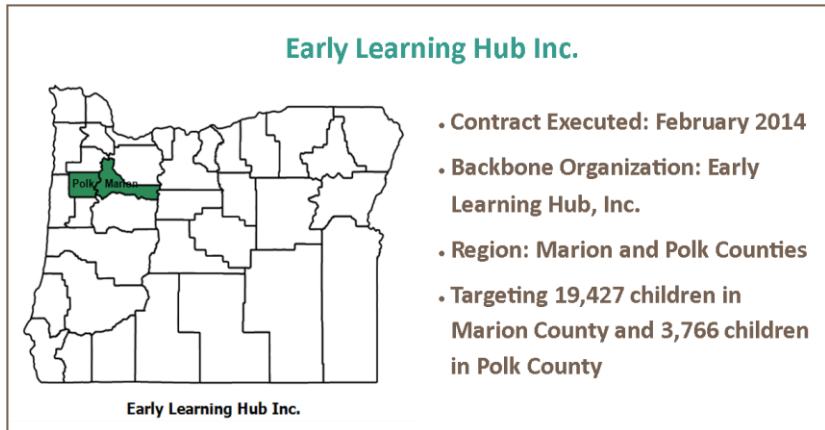 Early Learning Hub Inc.
Polk Marion
Early Learning Hub Inc.
• Contract Executed: February 2014
• Backbone Organization: Early
Learning Hub, Inc.
• Region: Marion and Polk Counties
• Targeting 19,427 children in
Marion County and 3,766 children
in Polk County